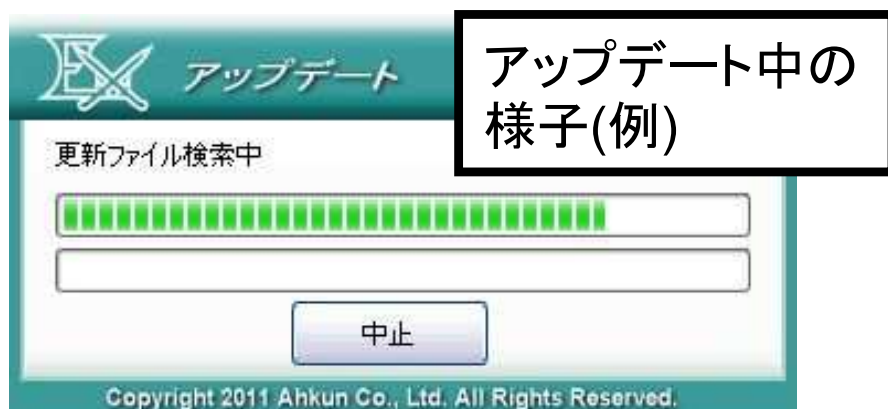 アップデート
アップデート中の
様子(例)
更新ファイル検索中
中止
Copyright 2011 Ahkun Co., Ltd. All Rights Reserved.